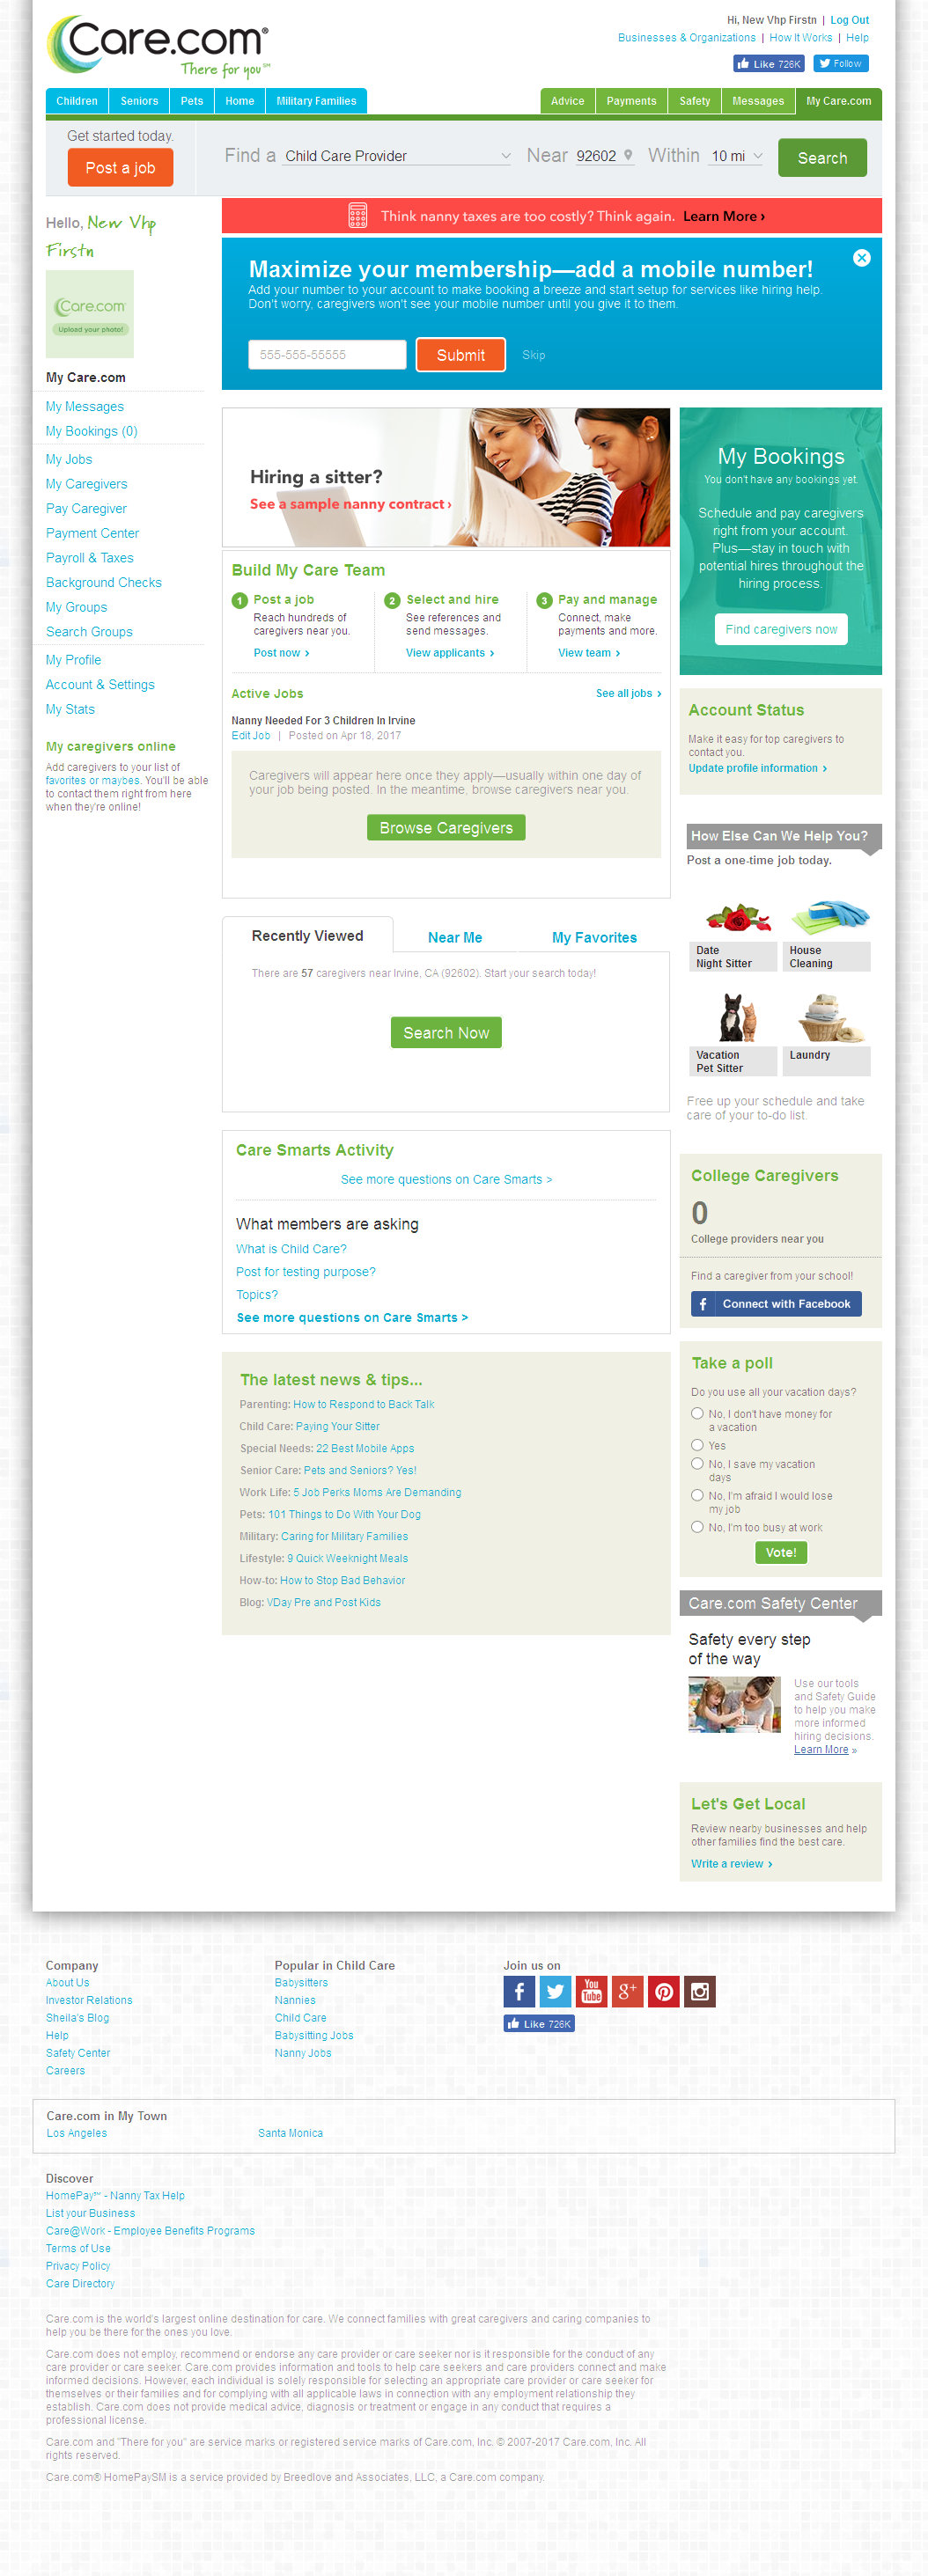 Care.com®
There for you℠
Hi, New Vhp Firstn | Log Out
Businesses & Organizations | How It Works | Help
Like 726K
Follow
Children Seniors Pets Home Military Families
Advice Payments Safety Messages My Care.com
Get started today.
Post a job
Find a Child Care Provider Near 92602 Within 10 mi Search
Hello, New Vhp
Firstn
Care.com
Upload your photo!
My Care.com
My Messages
My Bookings (0)
My Jobs
My Caregivers
Pay Caregiver
Payment Center
Payroll & Taxes
Background Checks
My Groups
Search Groups
My Profile
Account & Settings
My Stats
My caregivers online
Add caregivers to your list of
favorites or maybes. You'll be able
to contact them right from here
when they're online!
Think nanny taxes are too costly? Think again. Learn More ›
Maximize your membership—add a mobile number!
Add your number to your account to make booking a breeze and start setup for services like hiring help.
Don't worry, caregivers won't see your mobile number until you give it to them.
555-555-55555 Submit Skip
Hiring a sitter?
See a sample nanny contract ›
Build My Care Team
1 Post a job
Reach hundreds of
caregivers near you.
Post now ›
2 Select and hire
See references and
send messages.
View applicants ›
3 Pay and manage
Connect, make
payments and more.
View team ›
Active Jobs
See all jobs ›
Nanny Needed For 3 Children In Irvine
Edit Job | Posted on Apr 18, 2017
Caregivers will appear here once they apply—usually within one day of
your job being posted. In the meantime, browse caregivers near you.
Browse Caregivers
Recently Viewed Near Me My Favorites
There are 57 caregivers near Irvine, CA (92602). Start your search today!
Search Now
Care Smarts Activity
See more questions on Care Smarts >
What members are asking
What is Child Care?
Post for testing purpose?
Topics?
See more questions on Care Smarts >
The latest news & tips...
Parenting: How to Respond to Back Talk
Child Care: Paying Your Sitter
Special Needs: 22 Best Mobile Apps
Senior Care: Pets and Seniors? Yes!
Work Life: 5 Job Perks Moms Are Demanding
Pets: 101 Things to Do With Your Dog
Military: Caring for Military Families
Lifestyle: 9 Quick Weeknight Meals
How-to: How to Stop Bad Behavior
Blog: VDay Pre and Post Kids
My Bookings
You don't have any bookings yet.
Schedule and pay caregivers
right from your account.
Plus—stay in touch with
potential hires throughout the
hiring process.
Find caregivers now
Account Status
Make it easy for top caregivers to
contact you.
Update profile information ›
How Else Can We Help You?
Post a one-time job today.
Date
Night Sitter
House
Cleaning
Vacation
Pet Sitter
Laundry
Free up your schedule and take
care of your to-do list.
College Caregivers
0
College providers near you
Find a caregiver from your school!
Connect with Facebook
Take a poll
Do you use all your vacation days?
No, I don't have money for
a vacation
Yes
No, I save my vacation
days
No, I'm afraid I would lose
my job
No, I'm too busy at work
Vote!
Care.com Safety Center
Safety every step
of the way
Use our tools
and Safety Guide
to help you make
more informed
hiring decisions.
Learn More »
Let's Get Local
Review nearby businesses and help
other families find the best care.
Write a review ›
Company
About Us
Investor Relations
Sheila's Blog
Help
Safety Center
Careers
Popular in Child Care
Babysitters
Nannies
Child Care
Babysitting Jobs
Nanny Jobs
Join us on
You Tube
g+
Like 726K
Care.com in My Town
Los Angeles Santa Monica
Discover
HomePay™ - Nanny Tax Help
List your Business
Care@Work - Employee Benefits Programs
Terms of Use
Privacy Policy
Care Directory
Care.com is the world's largest online destination for care. We connect families with great caregivers and caring companies to
help you be there for the ones you love.
Care.com does not employ, recommend or endorse any care provider or care seeker nor is it responsible for the conduct of any
care provider or care seeker. Care.com provides information and tools to help care seekers and care providers connect and make
informed decisions. However, each individual is solely responsible for selecting an appropriate care provider or care seeker for
themselves or their families and for complying with all applicable laws in connection with any employment relationship they
establish. Care.com does not provide medical advice, diagnosis or treatment or engage in any conduct that requires a
professional license.
Care.com and "There for you" are service marks or registered service marks of Care.com, Inc. © 2007-2017 Care.com, Inc. All
rights reserved.
Care.com® HomePaySM is a service provided by Breedlove and Associates, LLC, a Care.com company.